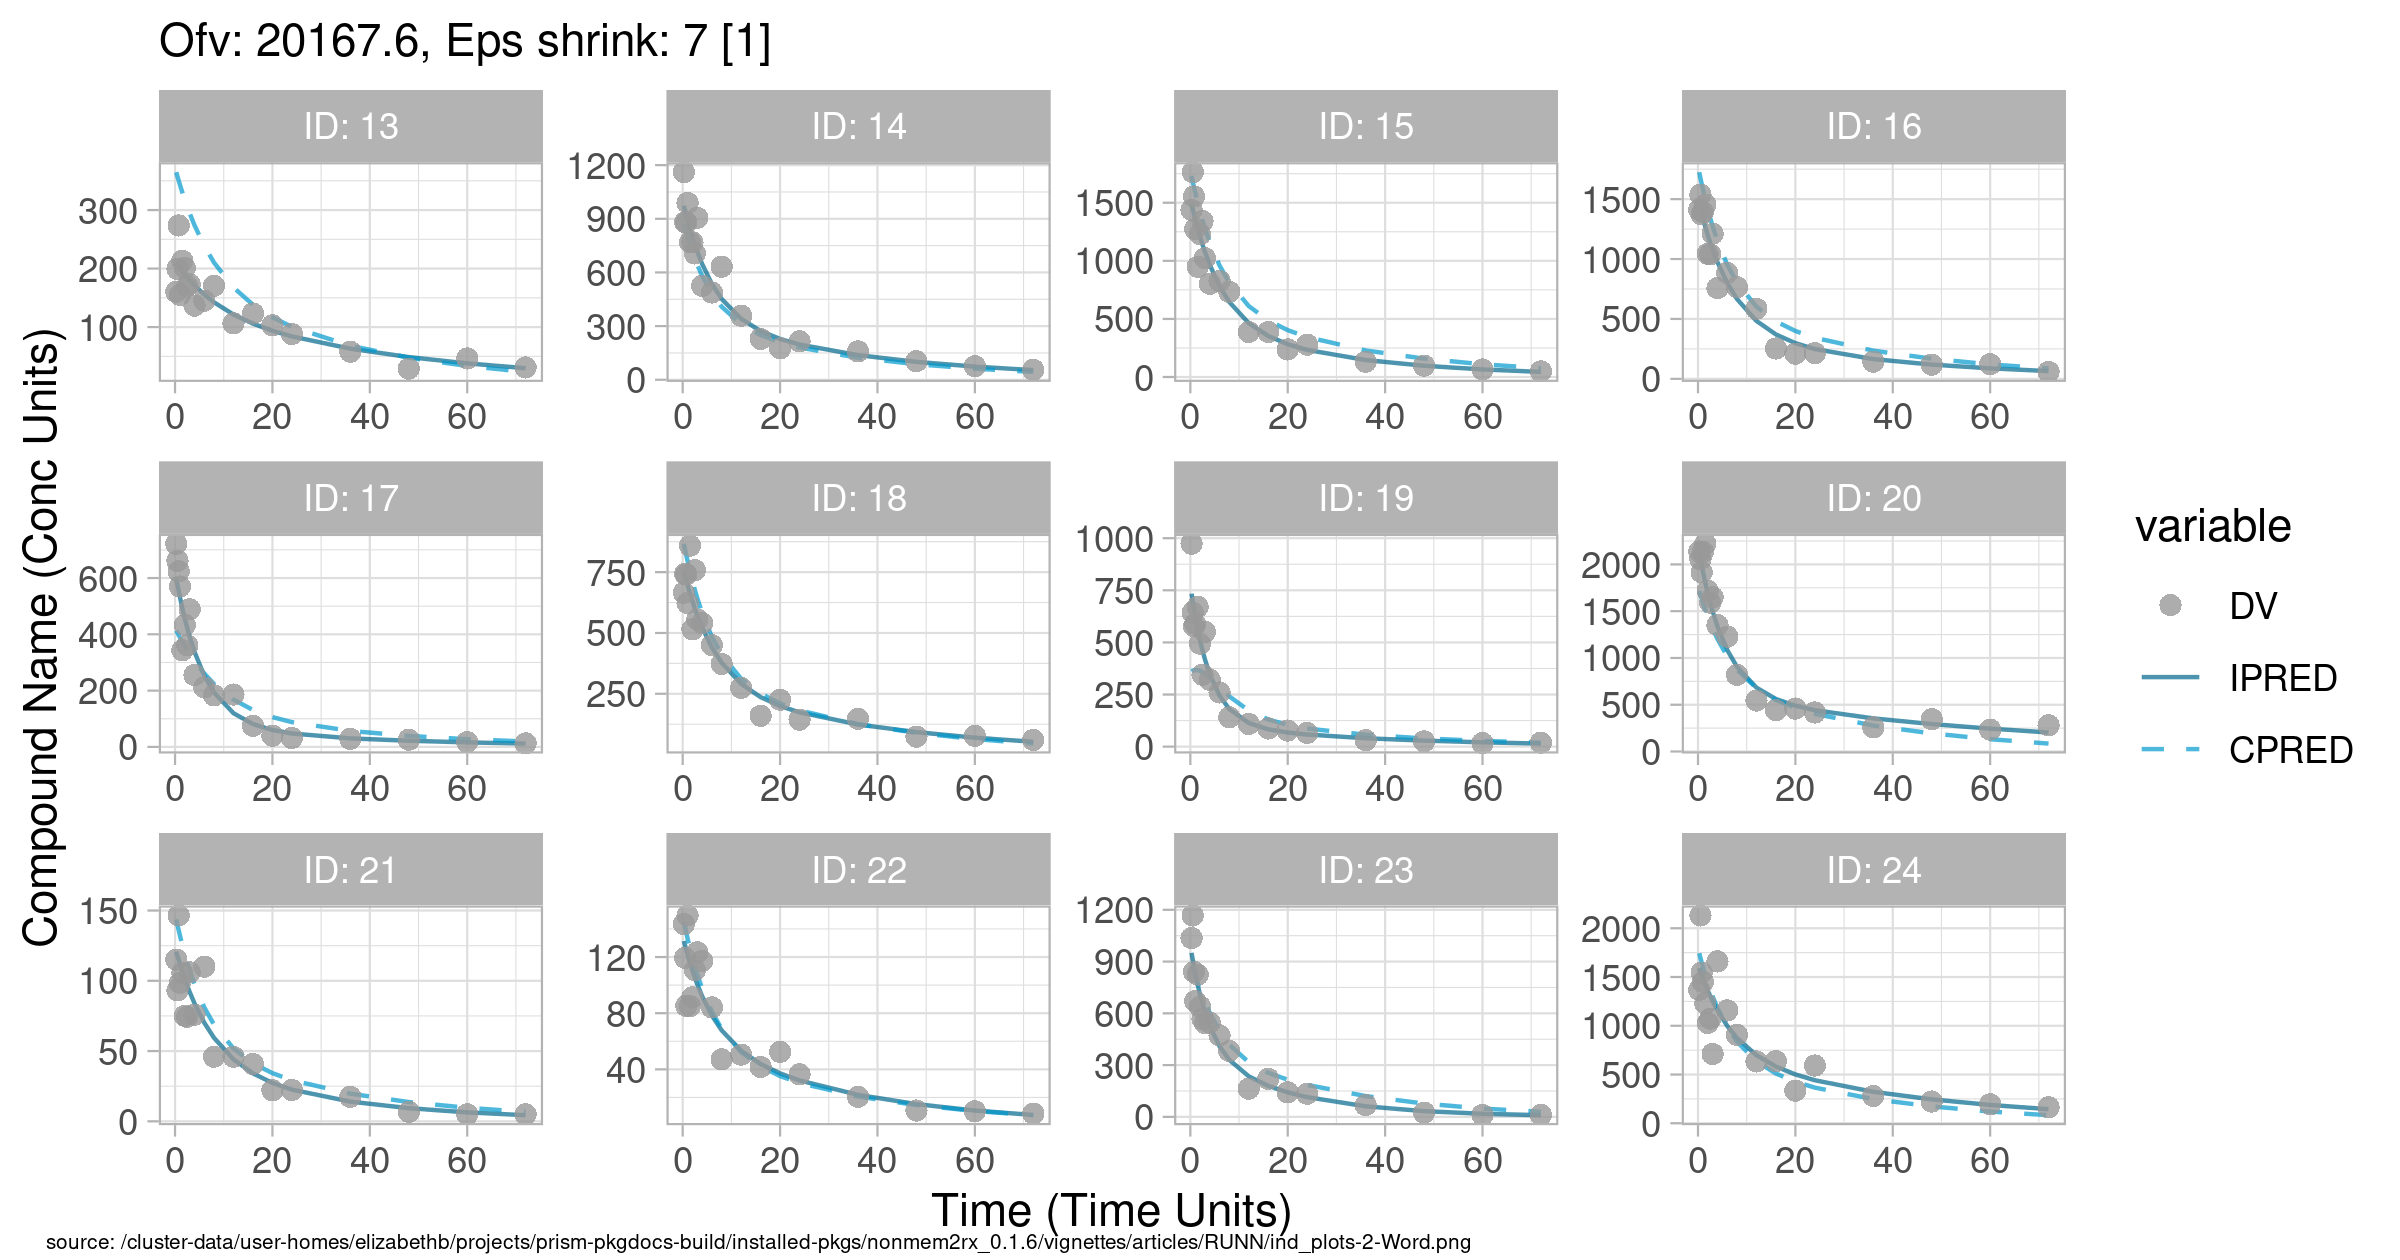 Ofv: 20167.6, Eps shrink: 7 [1]
Compound Name (Conc Units)
ID: 13
300
200
100
0 20 40 60
ID: 14
1200
900
600
300
0
0 20 40 60
ID: 15
1500
1000
500
0
0 20 40 60
ID: 16
1500
1000
500
0
0 20 40 60
ID: 17
600
400
200
0
0 20 40 60
ID: 18
750
500
250
0 20 40 60
ID: 19
1000
750
500
250
0
0 20 40 60
ID: 20
2000
1500
1000
500
0
0 20 40 60
ID: 21
150
100
50
0
0 20 40 60
ID: 22
120
80
40
0 20 40 60
ID: 23
1200
900
600
300
0
0 20 40 60
ID: 24
2000
1500
1000
500
0
0 20 40 60
variable
DV
IPRED
CPRED
Time (Time Units)
source: /cluster-data/user-homes/elizabethb/projects/prism-pkgdocs-build/installed-pkgs/nonmem2rx_0.1.6/vignettes/articles/RUNN/ind_plots-2-Word.png